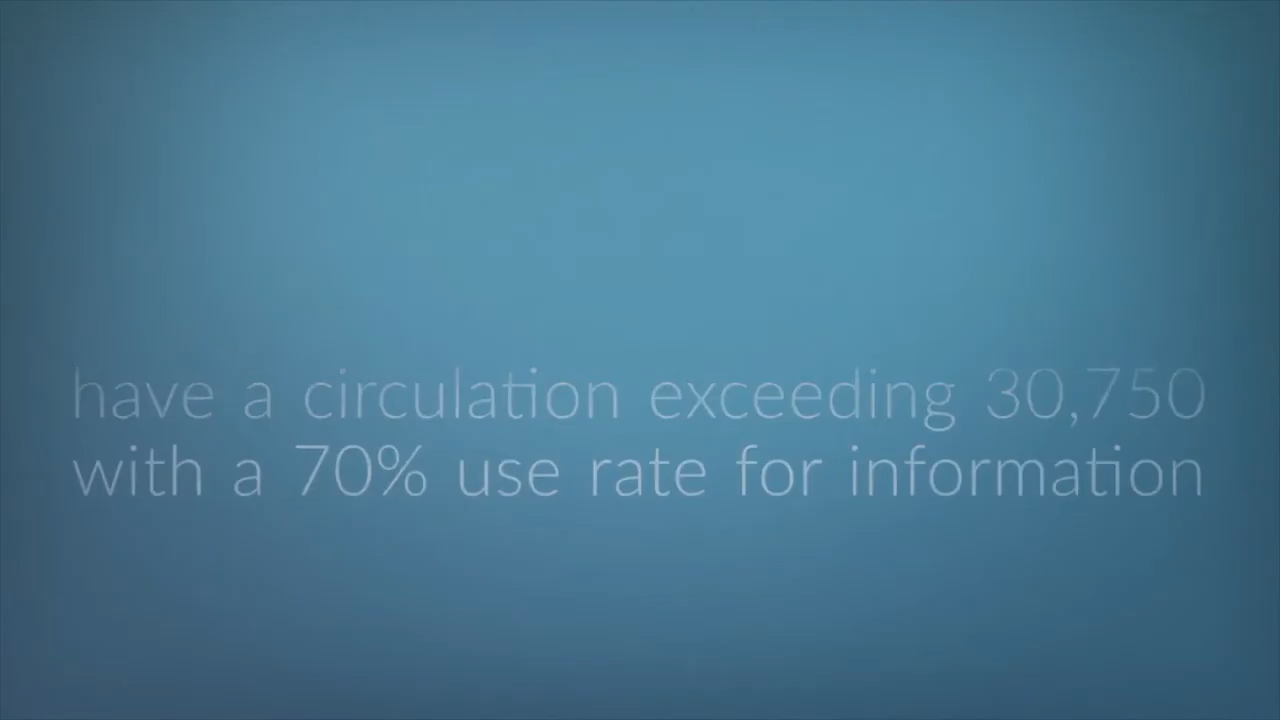 have a circulation exceeding 30,750
with a 70% use rate for information